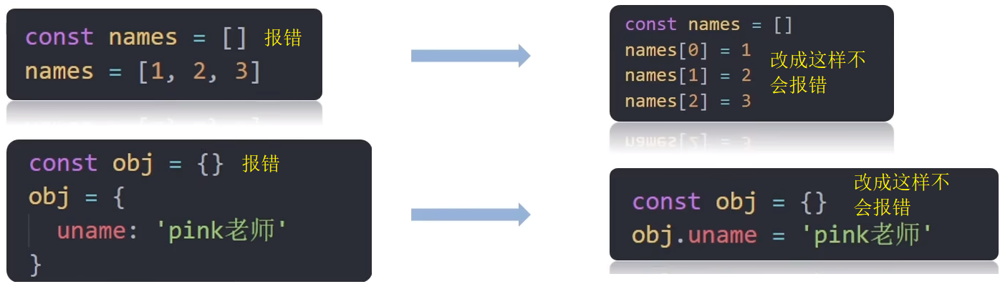 const names = [] 报错
names = [1, 2, 3]
const names = []
names[0] = 1
names[1] = 2
names[2] = 3
改成这样不
会报错
const obj = {} 报错
obj = {
uname: 'pink老师'
}
const obj = {}
obj.uname = 'pink老师'
改成这样不
会报错